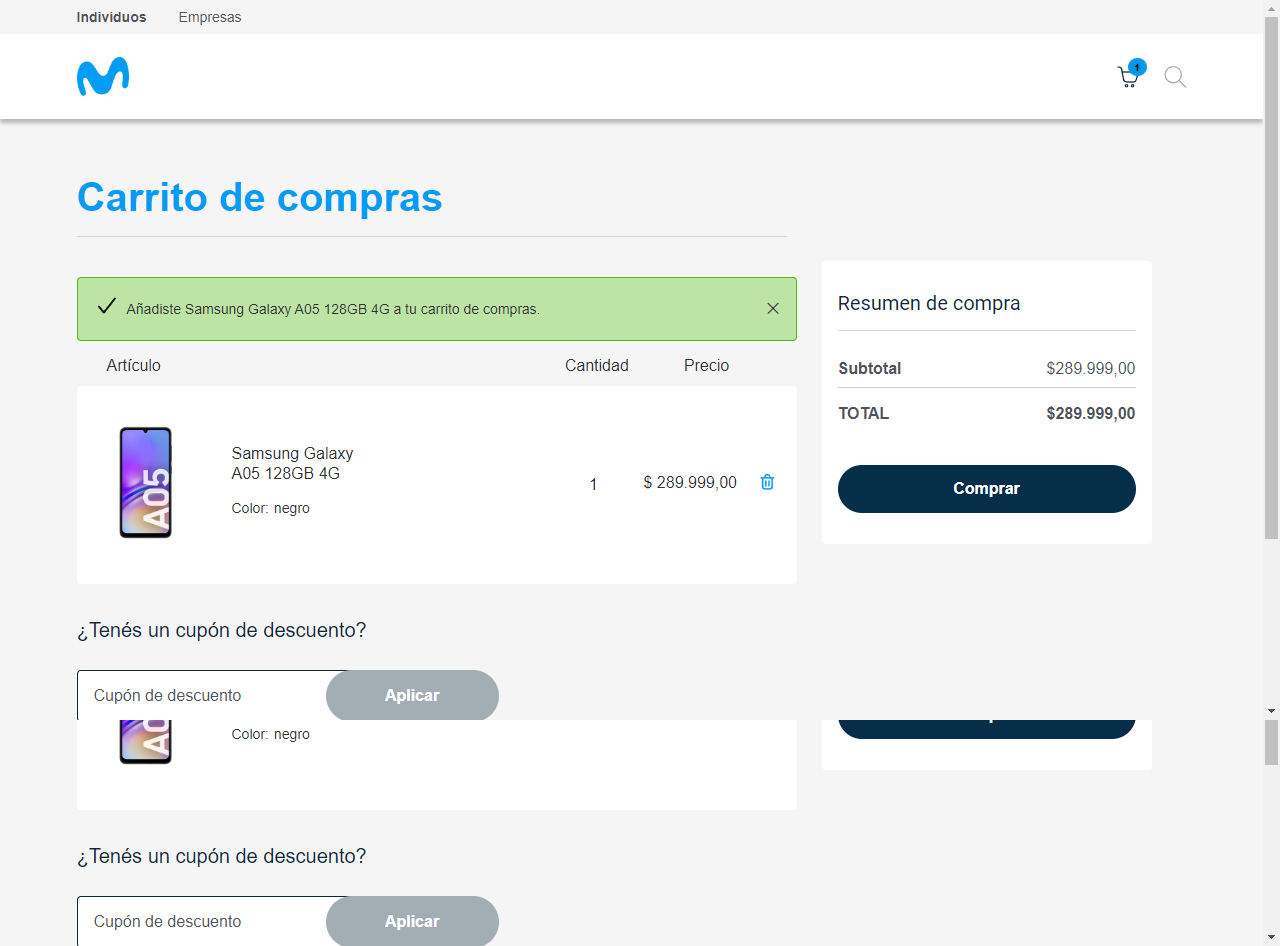 Individuos Empresas
1
Carrito de compras
Añadiste Samsung Galaxy A05 128GB 4G a tu carrito de compras.
Artículo Cantidad Precio
A05
Samsung Galaxy
A05 128GB 4G
Color: negro
1 $ 289.999,00
Resumen de compra
Subtotal $289.999,00
TOTAL $289.999,00
Comprar
¿Tenés un cupón de descuento?
Cupón de descuento Aplicar
Color: negro
¿Tenés un cupón de descuento?
Cupón de descuento Aplicar